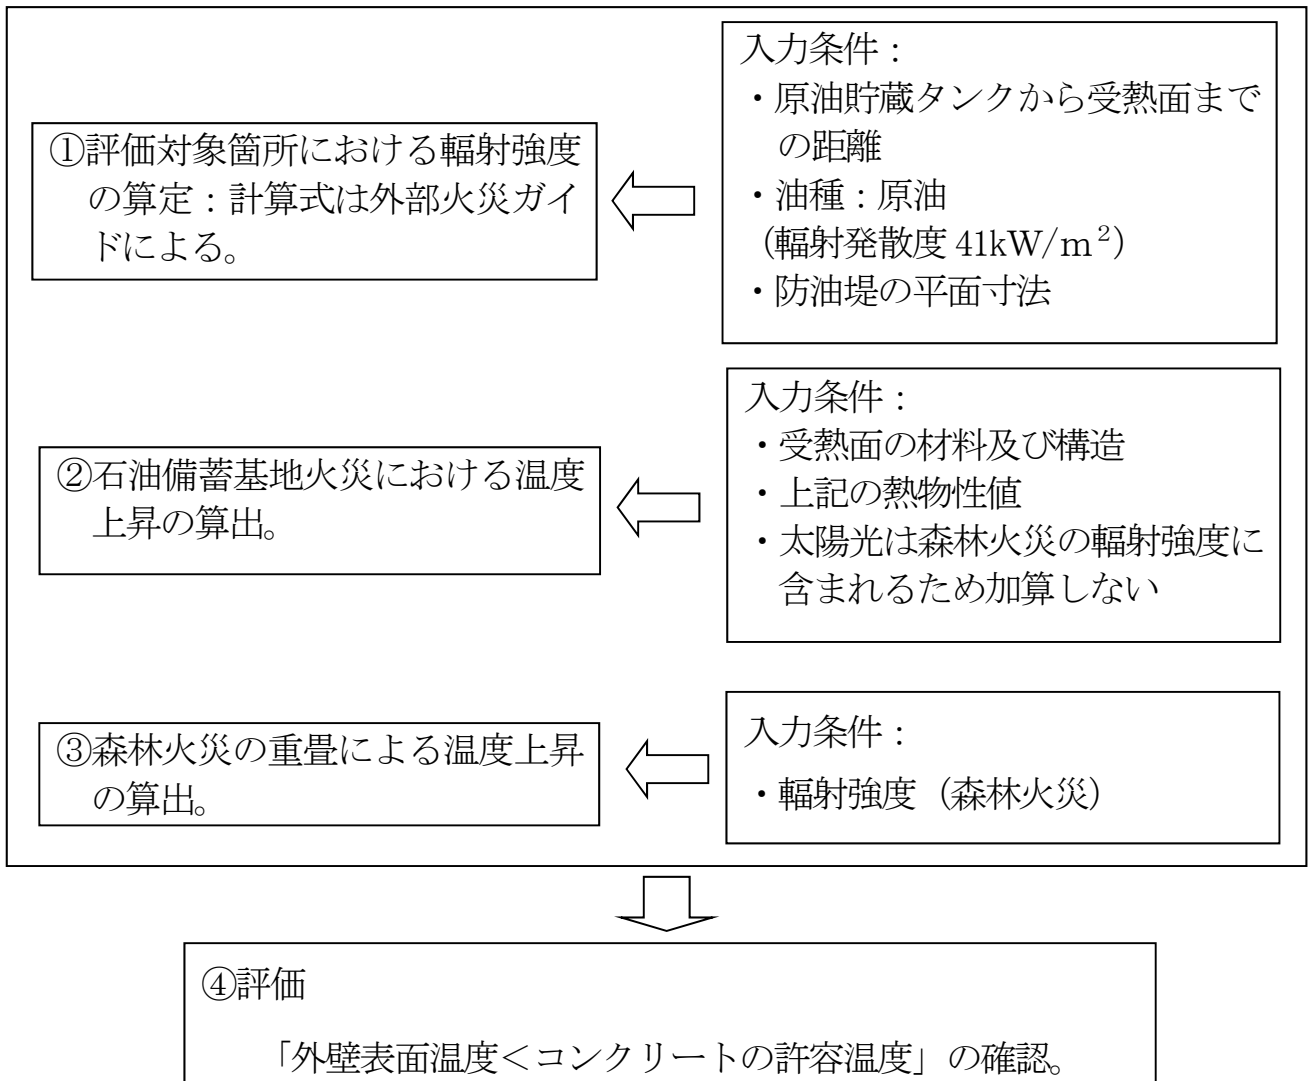 ①評価対象箇所における輻射強度
の算定：計算式は外部火災ガイ
ドによる。
入力条件：
・原油貯蔵タンクから受熱面まで
の距離
・油種：原油
（輻射発散度 41kW/m²）
・防油堤の平面寸法
②石油備蓄基地火災における温度
上昇の算出。
入力条件：
・受熱面の材料及び構造
・上記の熱物性値
・太陽光は森林火災の輻射強度に
含まれるため加算しない
③森林火災の重畳による温度上昇
の算出。
入力条件：
・輻射強度（森林火災）
④評価
「外壁表面温度＜コンクリートの許容温度」の確認。